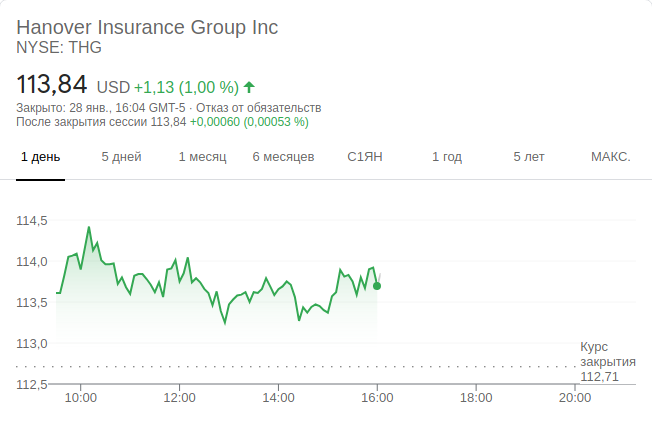 Hanover Insurance Group Inc
NYSE: THG
113,84 USD +1,13 (1,00 %)
Закрыто: 28 янв., 16:04 GMT-5 · Отказ от обязательств
После закрытия сессии 113,84 +0,00060 (0,00053 %)
1 день 5 дней 1 месяц 6 месяцев С1ЯН 1 год 5 лет МАКС.
114,5
114,0
113,5
113,0
Курс
закрытия
112,71
112,5
10:00 12:00 14:00 16:00 18:00 20:00